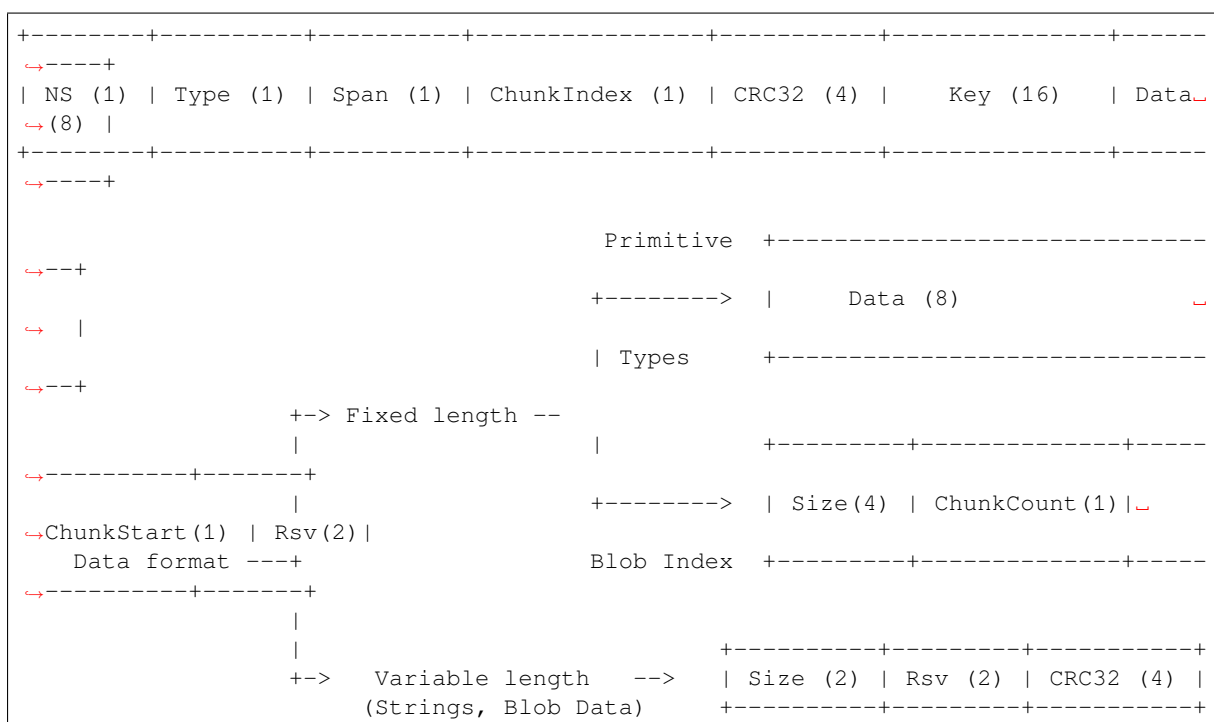 +--------+----------+----------+----------------+-----------+---------------+------
↪----+
| NS (1) | Type (1) | Span (1) | ChunkIndex (1) | CRC32 (4) |    Key (16)    | Data␣
↪(8) |
+--------+----------+----------+----------------+-----------+---------------+------
↪----+
                                         Primitive  +------------------------------
↪--+
                                        +-------->  |     Data (8)                ␣
↪  |
                                        | Types     +------------------------------
↪--+
                   +-> Fixed length --
                   |                    |           +---------+--------------+-----
↪----------+-------+
                   |                    +-------->  | Size(4) | ChunkCount(1)|␣
↪ChunkStart(1) | Rsv(2)|
    Data format ---+                    Blob Index  +---------+--------------+-----
↪----------+-------+
                   |
                   |                             +----------+---------+-----------+
                   +->   Variable length   -->   | Size (2) | Rsv (2) | CRC32 (4) |
                        (Strings, Blob Data)     +----------+---------+-----------+